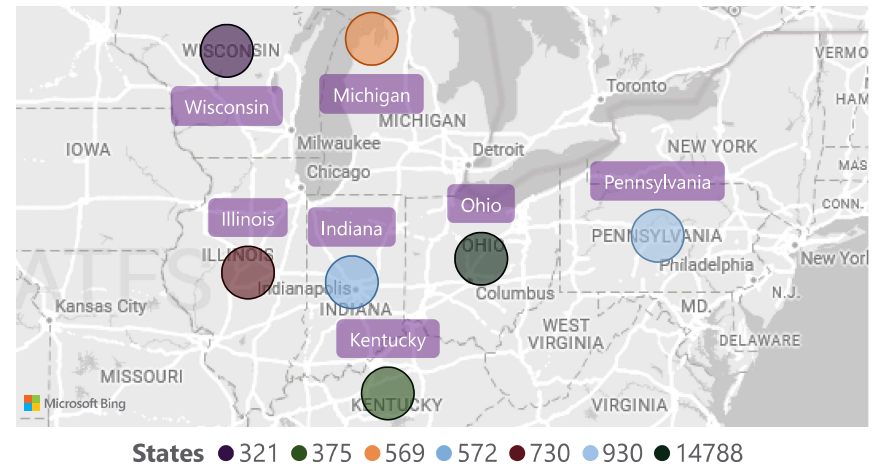 WISCONSIN
Wisconsin
Michigan
MICHIGAN
Toronto
VERMO
HAM
IOWA
Milwaukee
Detroit
NEW YORK
MAS
Chicago
Pennsylvania
CONN.
Illinois
Indiana
Ohio
ILLINOIS
OHIO
PENNSYLVANIA
New York
Philadelphia
ATES
Indianapolis
Columbus
N.J.
Kansas City
INDIANA
MD.
Kentucky
WEST
VIRGINIA
DELAWARE
MISSOURI
KENTUCKY
VIRGINIA
Microsoft Bing
States 321 375 569 572 730 930 14788